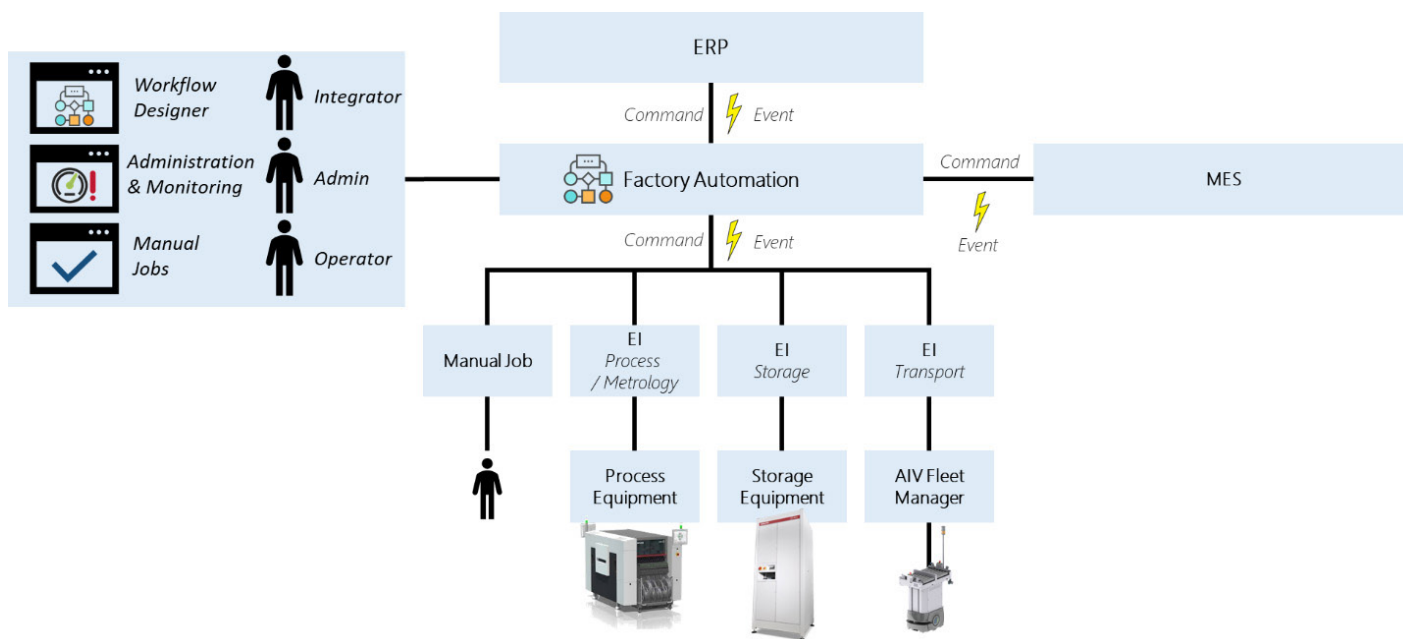 ERP
Workflow
Designer
Integrator
Command
Event
Administration
& Monitoring
Admin
Factory Automation
Command
Event
MES
Manual
Jobs
Operator
Command
Event
Manual Job
EI
Process
/ Metrology
EI
Storage
EI
Transport
Process
Equipment
Storage
Equipment
AIV Fleet
Manager